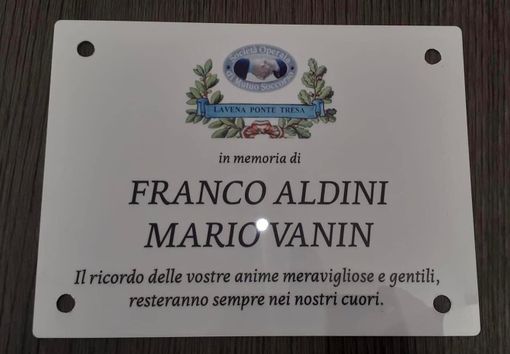 Società Operaia
di Mutuo Soccorso
LAVENA PONTE TRESA
in memoria di
FRANCO ALDINI
MARIO VANIN
Il ricordo delle vostre anime meravigliose e gentili,
resteranno sempre nei nostri cuori.